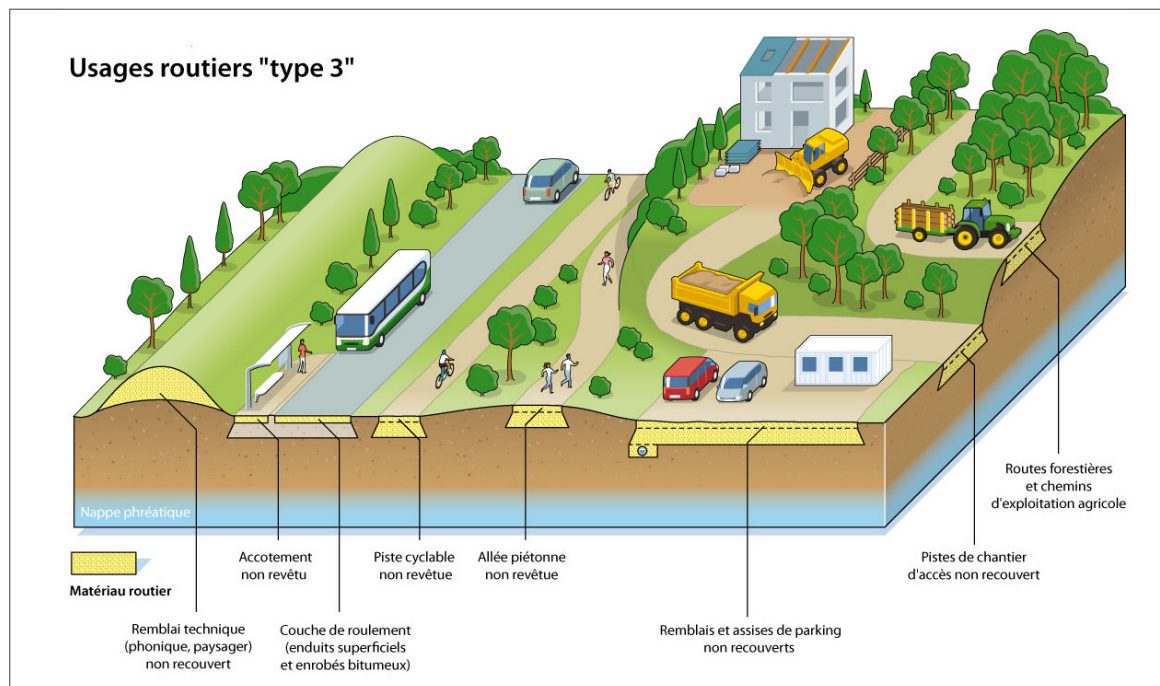 Usages routiers "type 3"
Nappe phréatique
Matériau routier
Remblai technique
(phonique, paysager)
non recouvert
Accotement
non revêtu
Couche de roulement
(enduits superficiels
et enrobés bitumeux)
Piste cyclable
non revêtue
Allée piétonne
non revêtue
Remblais et assises de parking
non recouverts
Pistes de chantier
d'accès non recouvert
Routes forestières
et chemins
d'exploitation agricole